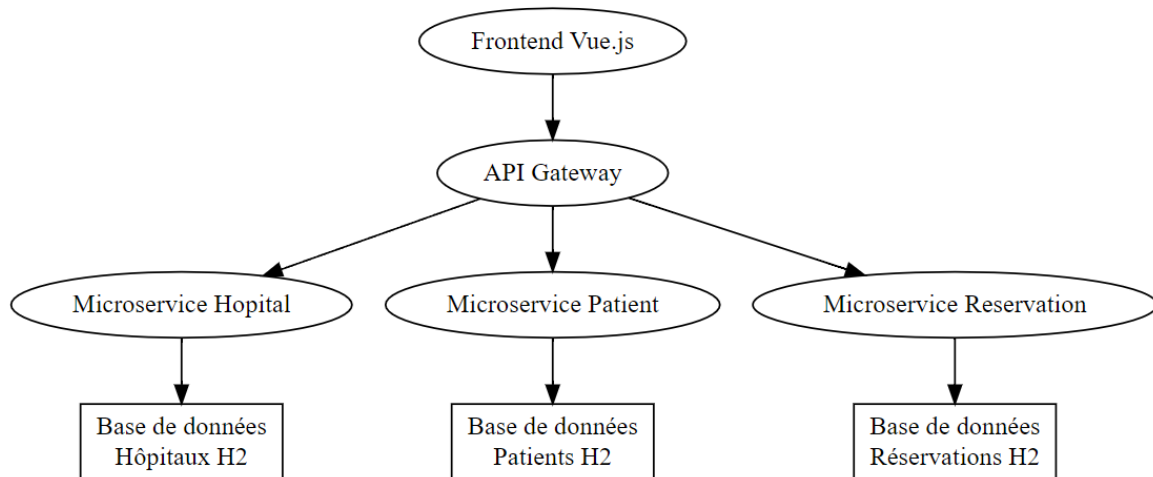 Frontend Vue.js
API Gateway
Microservice Hopital
Microservice Patient
Microservice Reservation
Base de données
Hôpitaux H2
Base de données
Patients H2
Base de données
Réservations H2